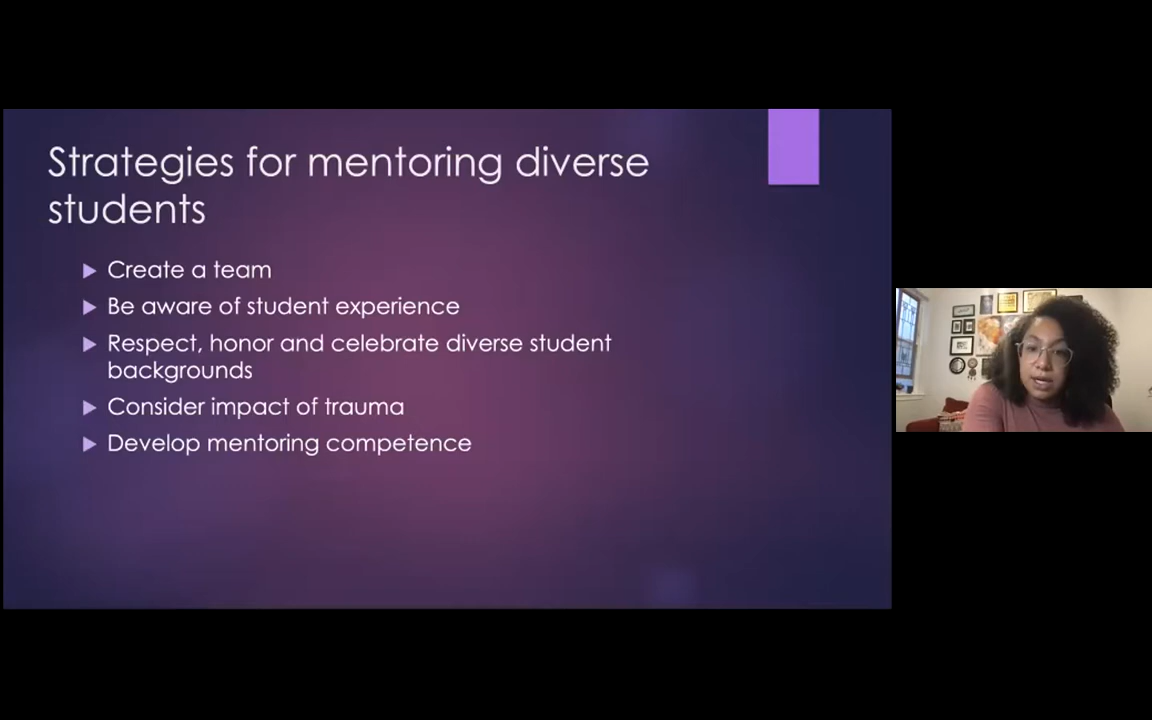 Strategies for mentoring diverse
students
Create a team
Be aware of student experience
Respect, honor and celebrate diverse student
backgrounds
Consider impact of trauma
Develop mentoring competence